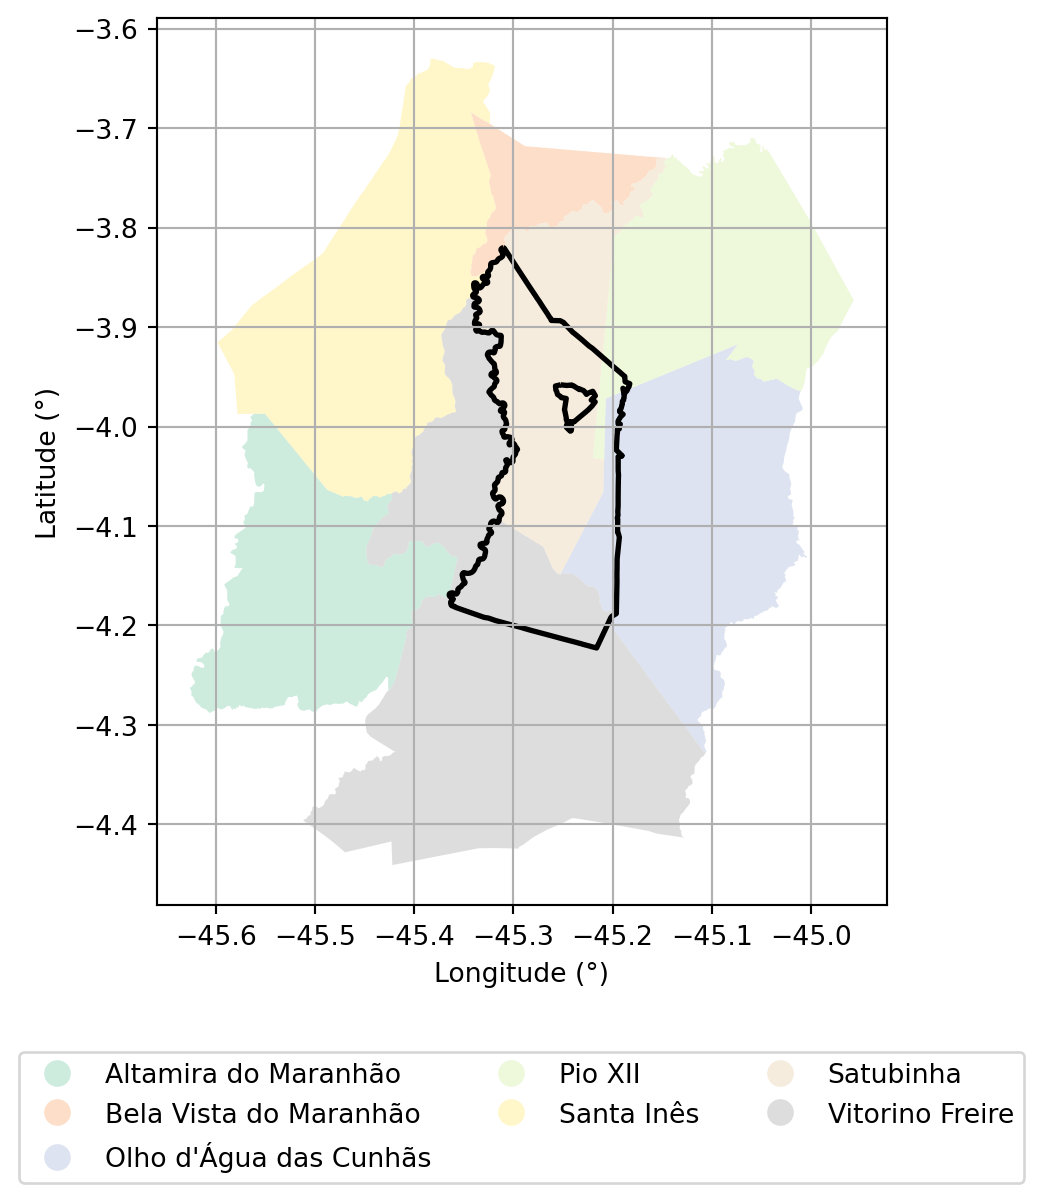 −3.6
−3.7
−3.8
−3.9
−4.0
−4.1
−4.2
−4.3
−4.4
Latitude (°)
−45.6 −45.5 −45.4 −45.3 −45.2 −45.1 −45.0
Longitude (°)
Altamira do Maranhão Pio XII Satubinha
Bela Vista do Maranhão Santa Inês Vitorino Freire
Olho d'Água das Cunhãs